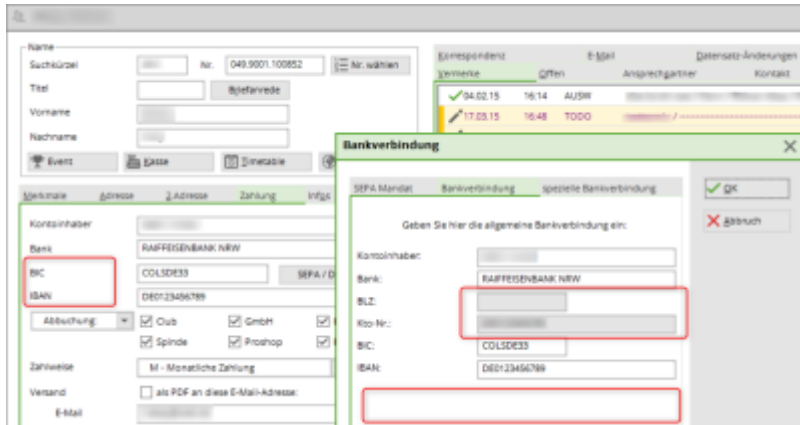 Name
Suchkürzel
Nr. 049.9001.100852
Nr. wählen
Titel
Briefanrede
Vorname
Nachname
Event
Kasse
Timetable
Korrespondenz E-Mail Datensatz-Änderungen
Vermerke Offen Ansprechpartner Kontakt
04.02.15 16:14 AUSW
17.03.15 16:48 TODO
Merkmale Adresse 2.Adresse Zahlung Infos
Kontoinhaber
Bank RAIFFEISENBANK NRW
BIC COLSDE33 SEPA / D
IBAN DE0123456789
Abbuchung: Club GmbH
Spinde Proshop
Zahlweise M - Monatliche Zahlung
Versand als PDF an diese E-Mail-Adresse:
E-Mail
Bankverbindung
SEPA Mandat Bankverbindung spezielle Bankverbindung
OK
Abbruch
Geben Sie hier die allgemeine Bankverbindung ein:
Kontoinhaber:
Bank: RAIFFEISENBANK NRW
BLZ:
Kto-Nr.:
BIC: COLSDE33
IBAN: DE0123456789